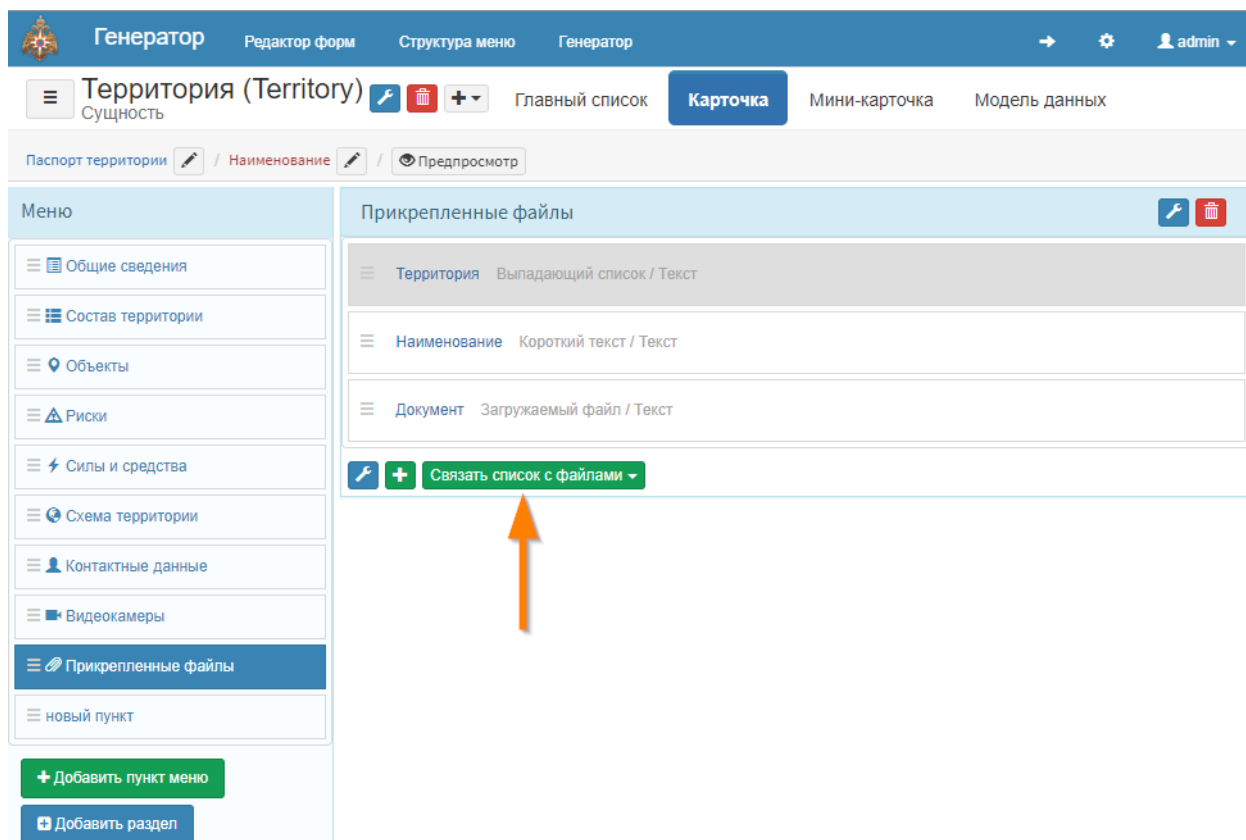 Генератор Редактор форм Структура меню Генератор admin
Территория (Territory) Главный список Карточка Мини-карточка Модель данных
Сущность
Паспорт территории / Наименование / Предпросмотр
Меню
Общие сведения
Состав территории
Объекты
Риски
Силы и средства
Схема территории
Контактные данные
Видеокамеры
Прикрепленные файлы
новый пункт
Добавить пункт меню
Добавить раздел
Прикрепленные файлы
Территория Выпадающий список / Текст
Наименование Короткий текст / Текст
Документ Загружаемый файл / Текст
Связать список с файлами